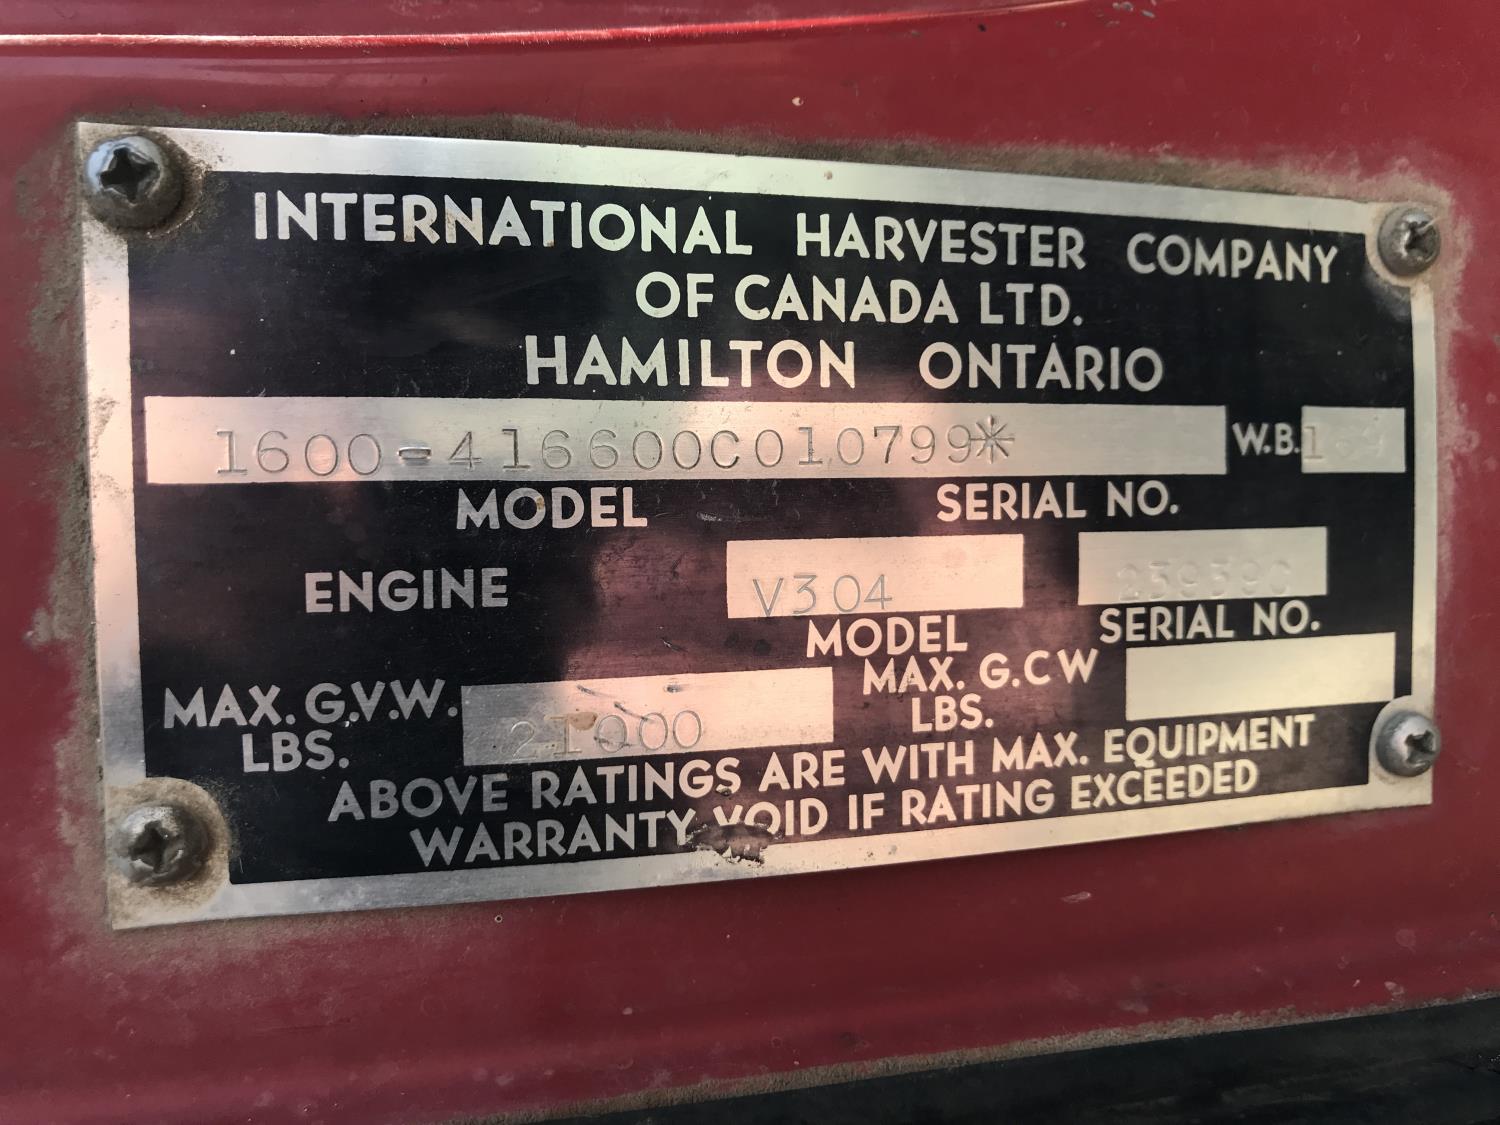 INTERNATIONAL HARVESTER COMPANY
OF CANADA LTD.
HAMILTON ONTARIO
1600-416600C010799* W.B.
MODEL SERIAL NO.
ENGINE V304 239390
MODEL SERIAL NO.
MAX. G.V.W. LBS. 21000 MAX. G.C W LBS.
ABOVE RATINGS ARE WITH MAX. EQUIPMENT
WARRANTY VOID IF RATING EXCEEDED